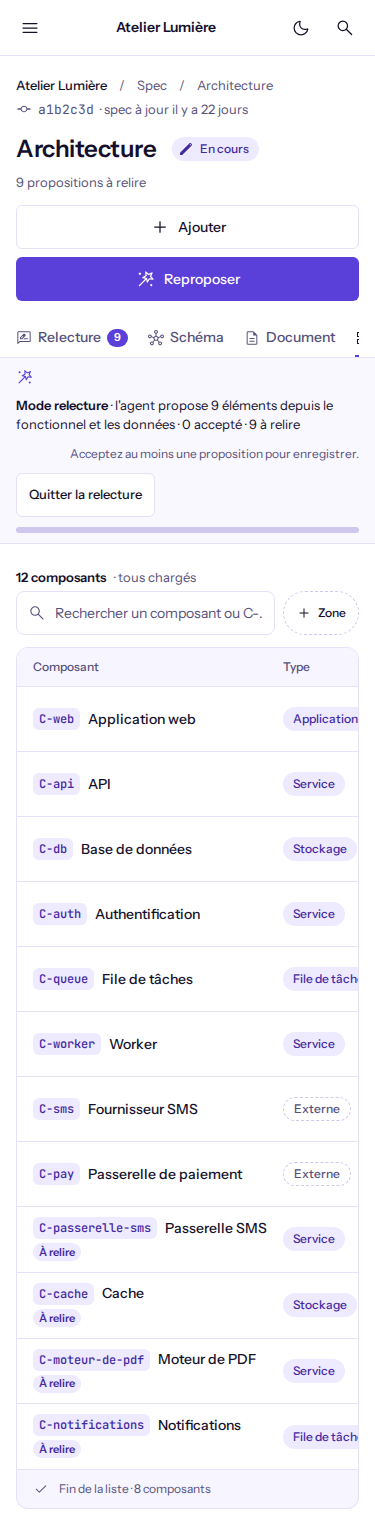 Atelier Lumière
Atelier Lumière / Spec / Architecture
a1b2c3d · spec à jour il y a 22 jours
Architecture En cours
9 propositions à relire
Ajouter
Reproposer
Relecture 9 Schéma Document
Mode relecture · l'agent propose 9 éléments depuis le
fonctionnel et les données · 0 accepté · 9 à relire
Acceptez au moins une proposition pour enregistrer.
Quitter la relecture
12 composants · tous chargés
Rechercher un composant ou C-. Zone
Composant Type
C-web Application web Application
C-api API Service
C-db Base de données Stockage
C-auth Authentification Service
C-queue File de tâches File de tâch
C-worker Worker Service
C-sms Fournisseur SMS Externe
C-pay Passerelle de paiement Externe
C-passerelle-sms Passerelle SMS Service
À relire
C-cache Cache Stockage
À relire
C-moteur-de-pdf Moteur de PDF Service
À relire
C-notifications Notifications File de tâch
À relire
Fin de la liste · 8 composants